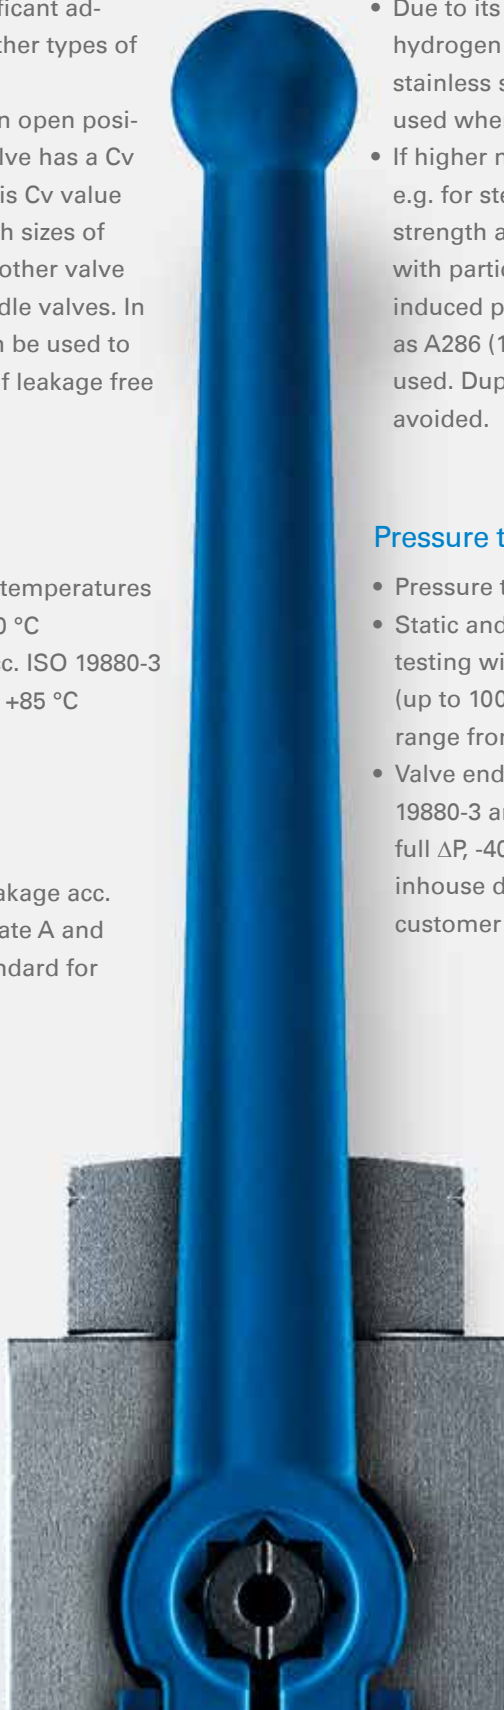 ficant ad-
ther types of
n open posi-
lve has a Cv
is Cv value
h sizes of
other valve
dle valves. In
n be used to
f leakage free
temperatures
0 °C
c. ISO 19880-3
+85 °C
akage acc.
ate A and
ndard for
• Due to its
hydrogen
stainless s
used whe
• If higher m
e.g. for ste
strength a
with partic
induced p
as A286 (1
used. Dup
avoided.
Pressure t
• Pressure t
• Static and
testing wi
(up to 100
range from
• Valve end
19880-3 an
full ΔP, -40
inhouse d
customer